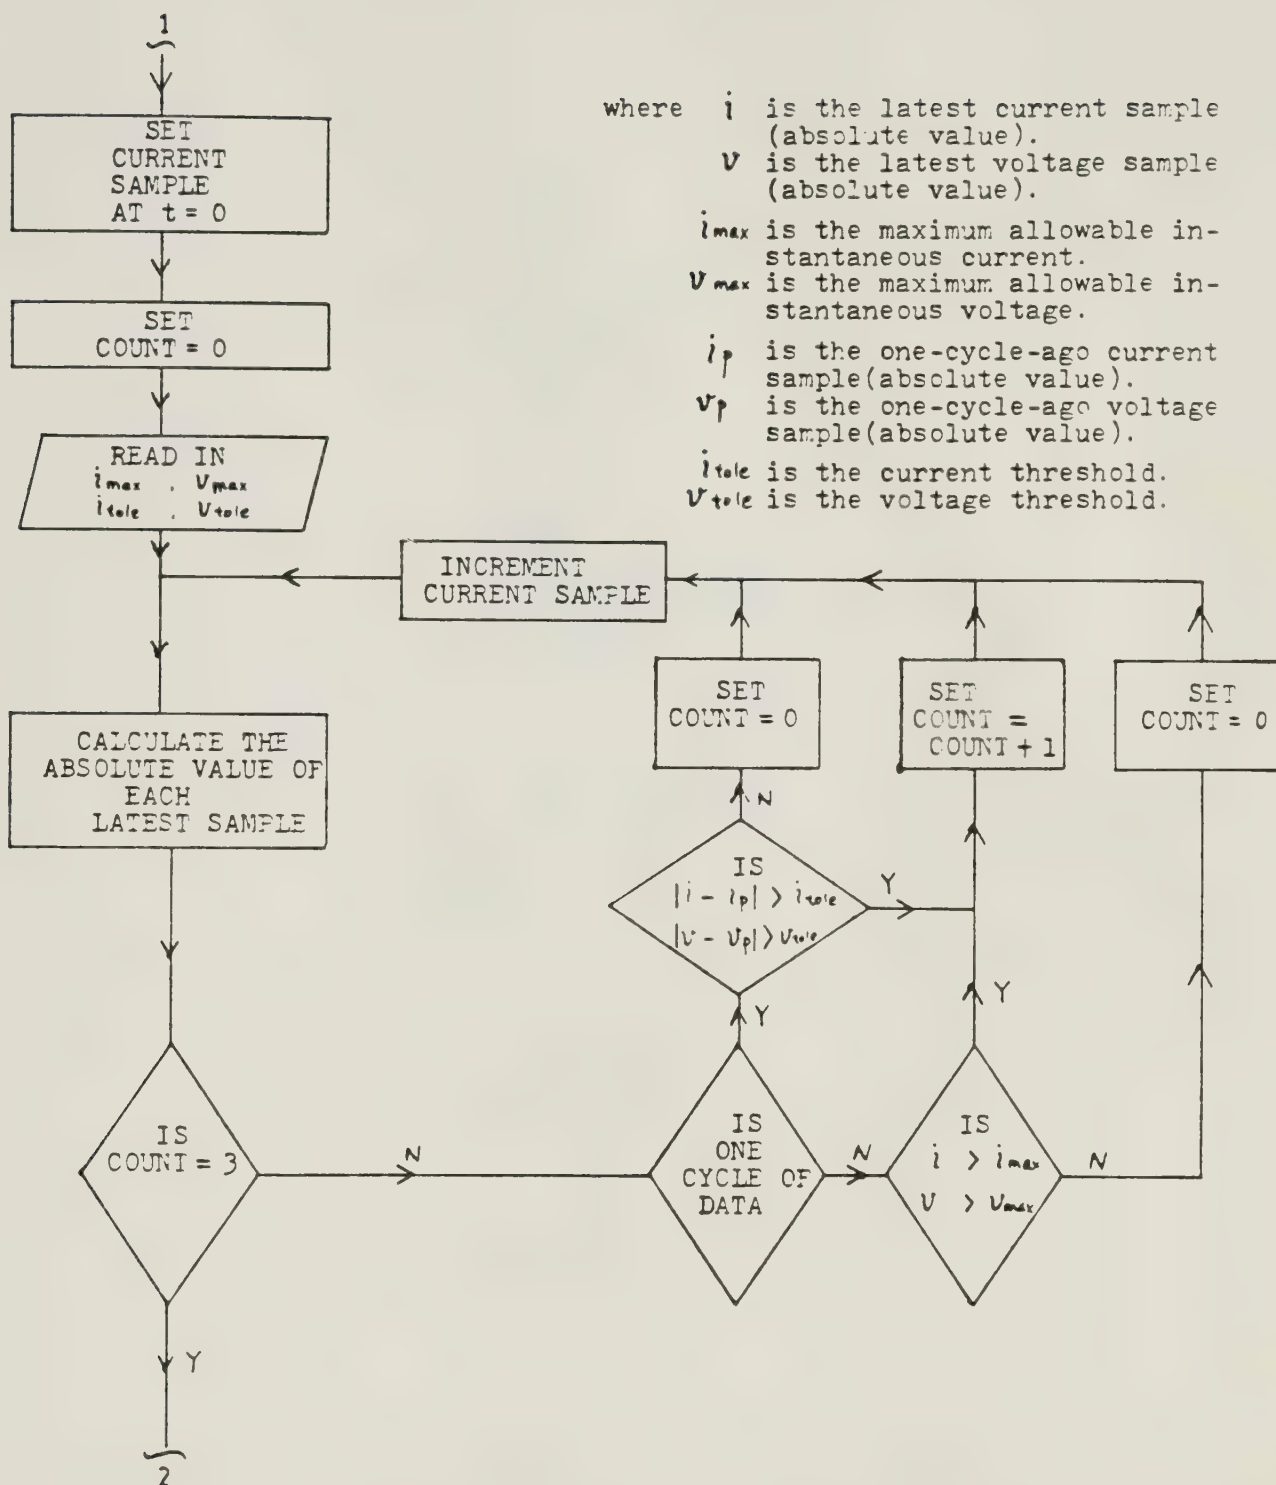 1
SET
CURRENT
SAMPLE
AT t = 0
SET
COUNT = 0
READ IN
imax , vmax
itole , vtole
where i is the latest current sample
(absolute value).
v is the latest voltage sample
(absolute value).
imax is the maximum allowable in-
stantaneous current.
vmax is the maximum allowable in-
stantaneous voltage.
ip is the one-cycle-ago current
sample(absolute value).
vp is the one-cycle-ago voltage
sample(absolute value).
itole is the current threshold.
vtole is the voltage threshold.
INCREMENT
CURRENT SAMPLE
SET
COUNT = 0
SET
COUNT =
COUNT + 1
SET
COUNT = 0
CALCULATE THE
ABSOLUTE VALUE OF
EACH
LATEST SAMPLE
N
IS
|i - ip| > itole
|v - vp| > vtole
Y
Y
Y
IS
COUNT = 3
N
IS
ONE
CYCLE OF
DATA
N
IS
i > imax
v > vmax
N
Y
2